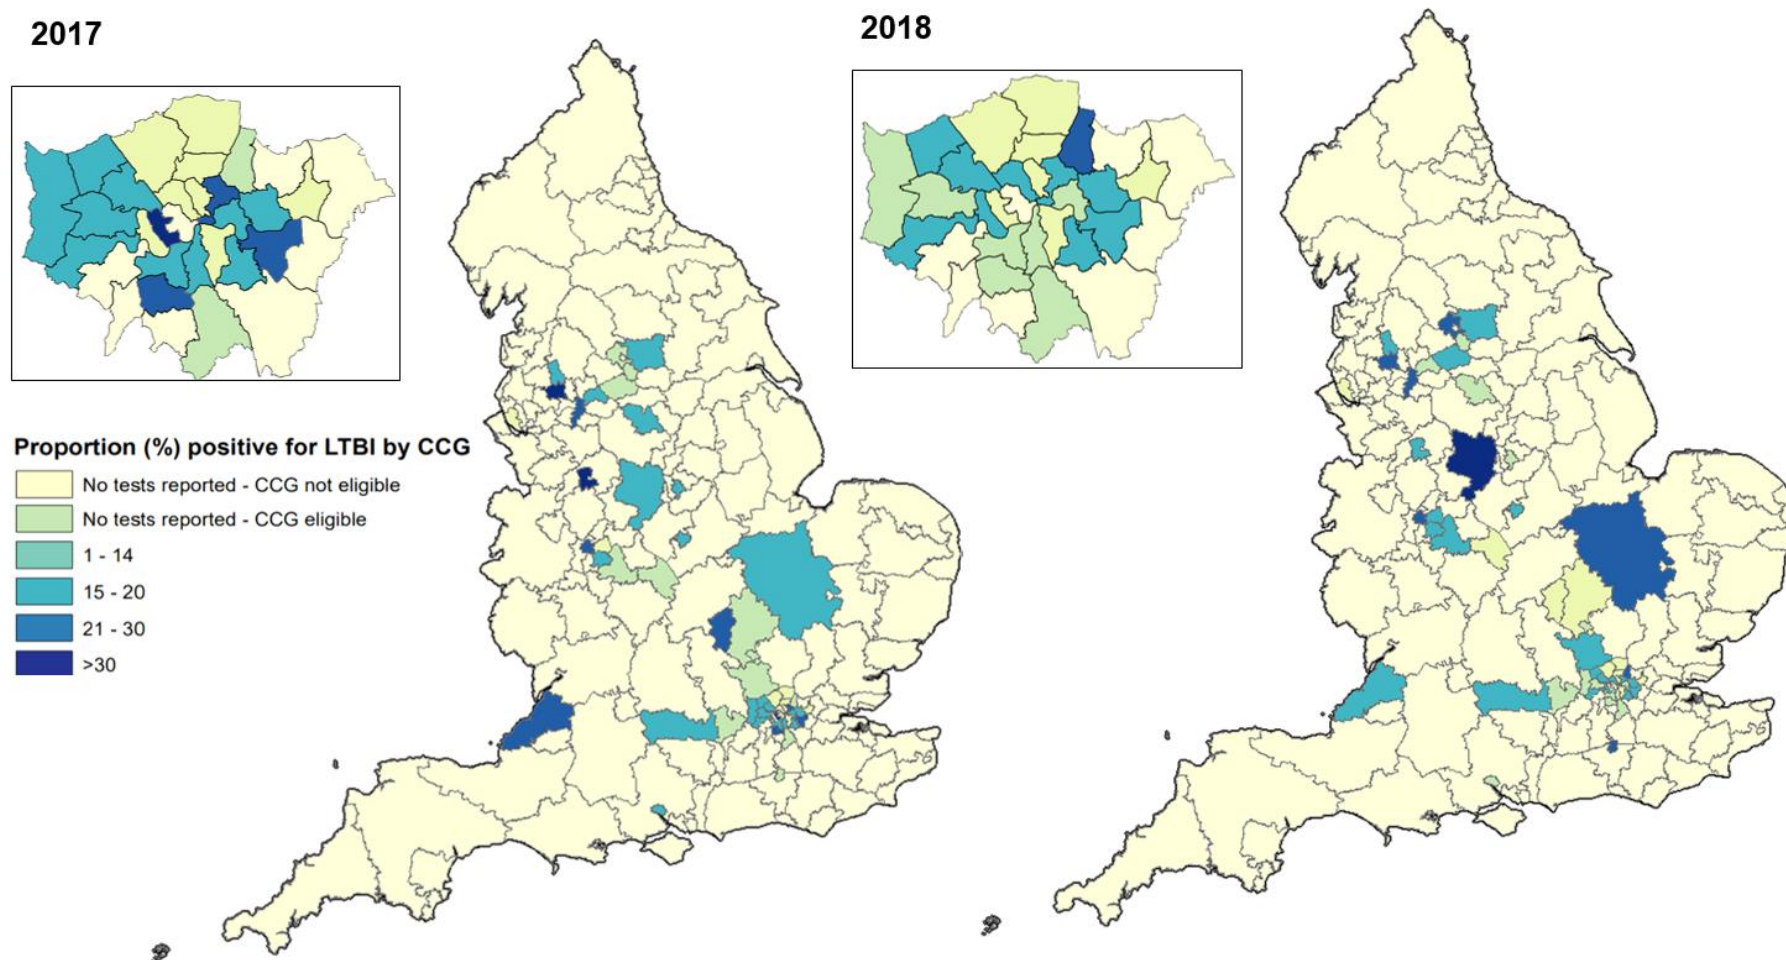 2017
2018
Proportion (%) positive for LTBI by CCG
No tests reported - CCG not eligible
No tests reported - CCG eligible
1 - 14
15 - 20
21 - 30
>30